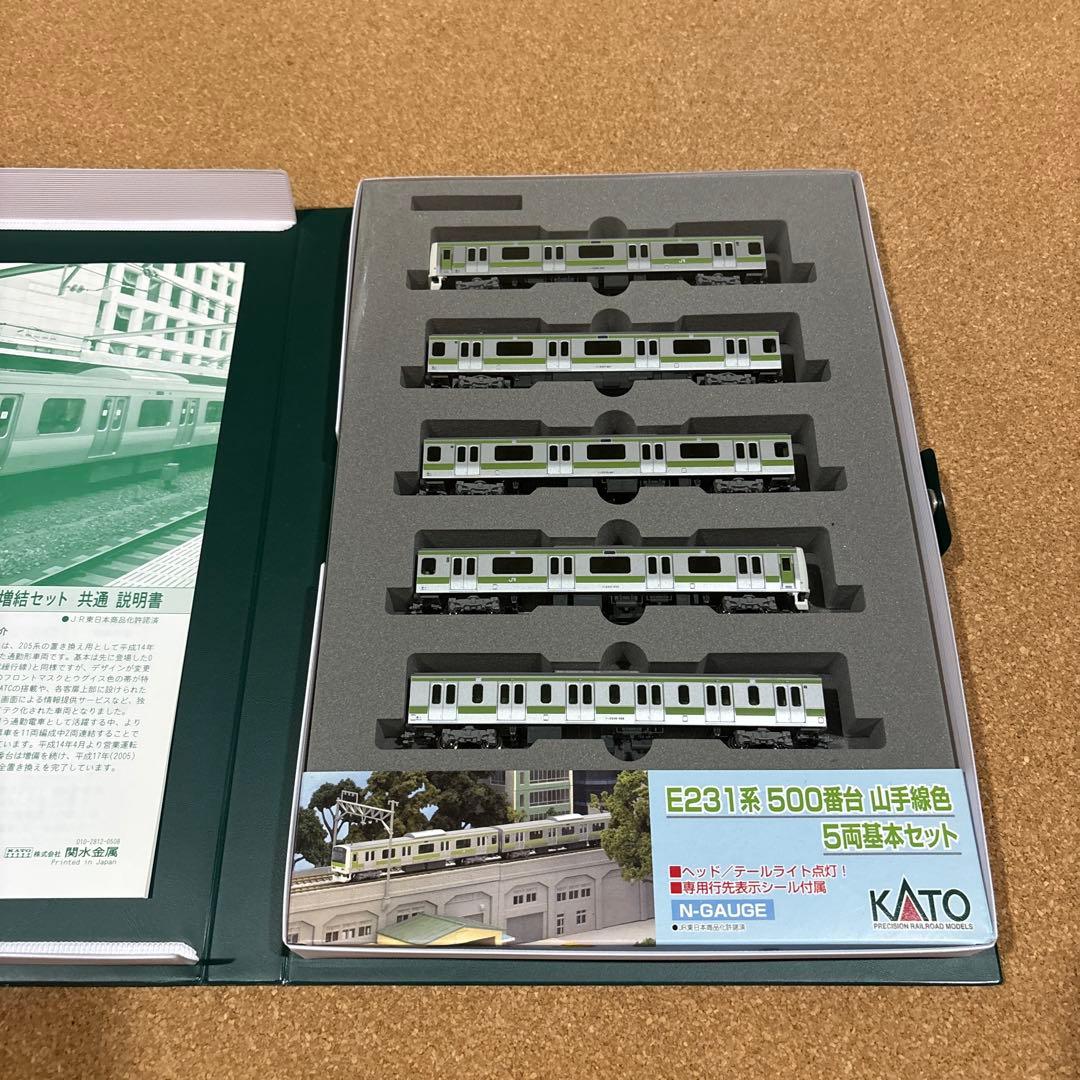 増結セット 共通 説明書
●JR東日本商品化許諾済
介
は、205系の置き換え用として平成14年
た通勤形車両です。基本は先に登場した0
緩行線)と同様ですが、デザインが変更
のフロントマスクとウグイス色の帯が特
ATCの搭載や、各客扉上部に設けられた
画面による情報提供サービスなど、独
テク化された車両となりました。
う通勤電車として活躍する中、より
車を11両編成中2両連結することで
ています。平成14年4月より営業運転
番台は増備を続け、平成17年(2005)
全置き換えを完了しています。
010-2812-0508
KATO 株式会社 関水金属
Printed in Japan
E231系 500番台 山手線色
5両基本セット
■ヘッド/テールライト点灯!
■専用行先表示シール付属
N-GAUGE
●JR東日本商品化許諾済
KATO
PRECISION RAILROAD MODELS